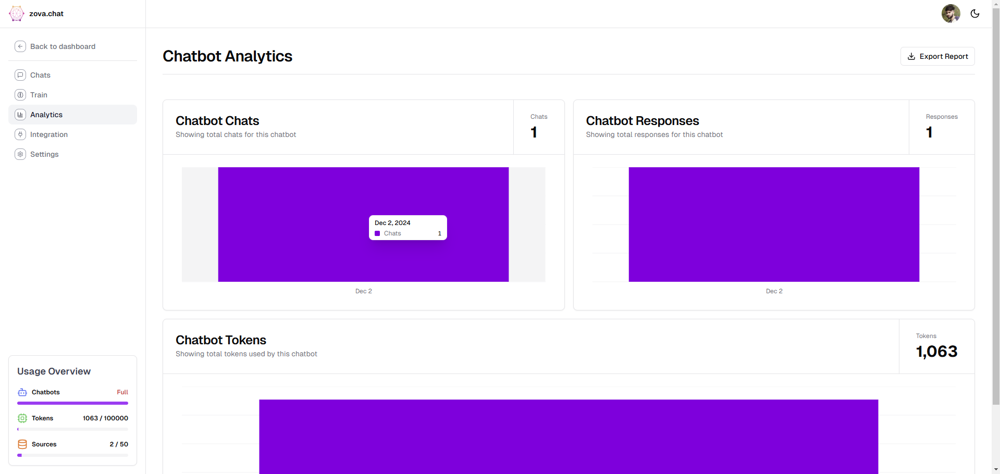 zova.chat
Back to dashboard
Chats
Train
Analytics
Integration
Settings
Usage Overview
Chatbots Full
Tokens 1063 / 100000
Sources 2 / 50
Chatbot Analytics
Export Report
Chatbot Chats
Showing total chats for this chatbot
Chats
1
Dec 2, 2024
Chats 1
Dec 2
Chatbot Responses
Showing total responses for this chatbot
Responses
1
Dec 2
Chatbot Tokens
Showing total tokens used by this chatbot
Tokens
1,063